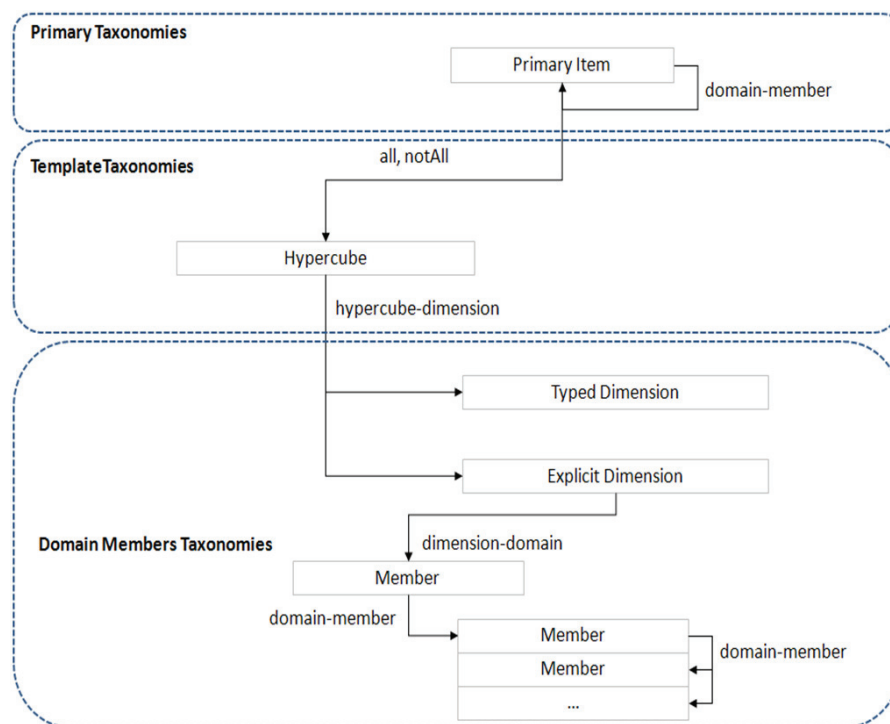 Primary Taxonomies
Primary Item
domain-member
all, notAll
TemplateTaxonomies
Hypercube
hypercube-dimension
Typed Dimension
Explicit Dimension
Domain Members Taxonomies
dimension-domain
Member
domain-member
Member
domain-member
Member
...